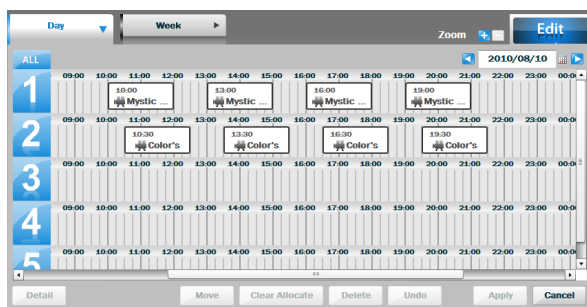 Day Week Zoom Edit
ALL 2010/08/10
09:00 10:00 11:00 12:00 13:00 14:00 15:00 16:00 17:00 18:00 19:00 20:00 21:00 22:00 23:00 00:0
1
10:00 13:00 16:00 19:00
Mystic ... Mystic ... Mystic ... Mystic ...
09:00 10:00 11:00 12:00 13:00 14:00 15:00 16:00 17:00 18:00 19:00 20:00 21:00 22:00 23:00 00:0
2
10:30 13:30 16:30 19:30
Color's Color's Color's Color's
09:00 10:00 11:00 12:00 13:00 14:00 15:00 16:00 17:00 18:00 19:00 20:00 21:00 22:00 23:00 00:0
3
09:00 10:00 11:00 12:00 13:00 14:00 15:00 16:00 17:00 18:00 19:00 20:00 21:00 22:00 23:00 00:0
4
09:00 10:00 11:00 12:00 13:00 14:00 15:00 16:00 17:00 18:00 19:00 20:00 21:00 22:00 23:00 00:0
5
Detail Move Clear Allocate Delete Undo Apply Cancel